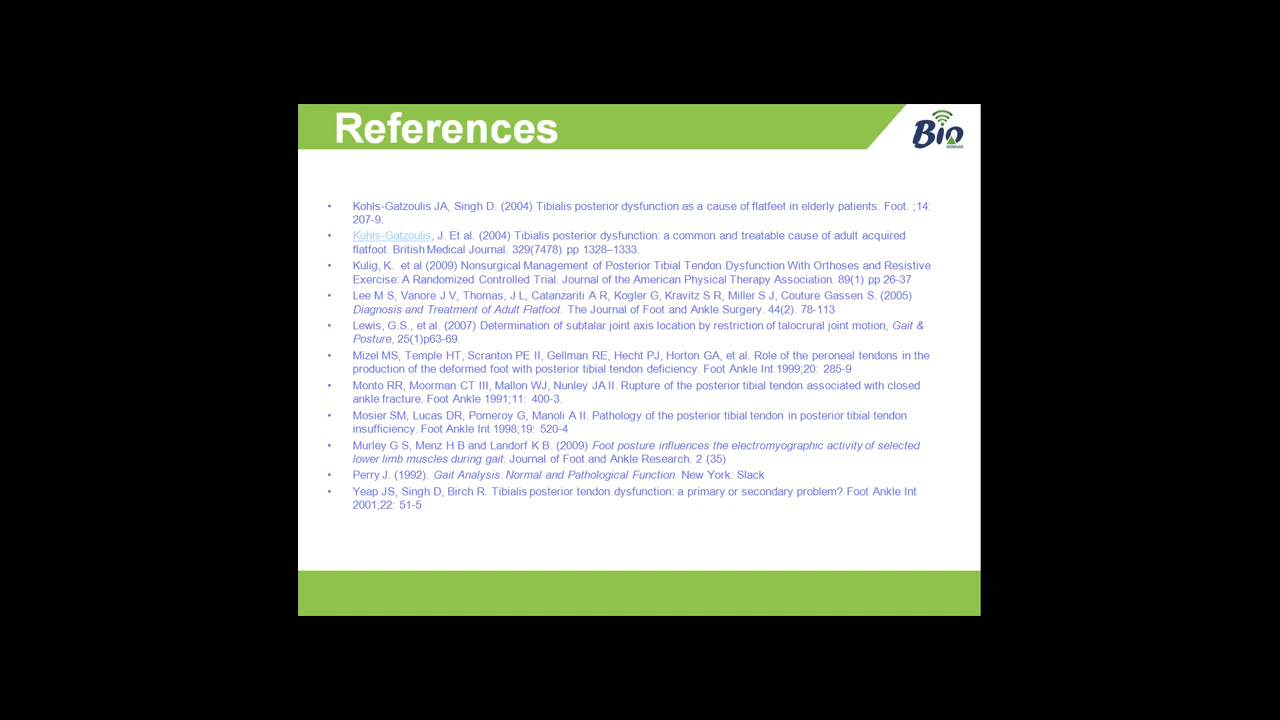 References
Bio
WEBINAR
• Kohls-Gatzoulis JA, Singh D. (2004) Tibialis posterior dysfunction as a cause of flatfeet in elderly patients. Foot. ;14:
207-9.
• Kohls-Gatzoulis, J. Et al. (2004) Tibialis posterior dysfunction: a common and treatable cause of adult acquired
flatfoot. British Medical Journal. 329(7478) pp 1328–1333.
• Kulig, K. et al (2009) Nonsurgical Management of Posterior Tibial Tendon Dysfunction With Orthoses and Resistive
Exercise: A Randomized Controlled Trial. Journal of the American Physical Therapy Association. 89(1) pp 26-37
• Lee M S, Vanore J V, Thomas, J L, Catanzariti A R, Kogler G, Kravitz S R, Miller S J, Couture Gassen S. (2005)
Diagnosis and Treatment of Adult Flatfoot. The Journal of Foot and Ankle Surgery. 44(2). 78-113
• Lewis, G.S., et al. (2007) Determination of subtalar joint axis location by restriction of talocrural joint motion, Gait &
Posture, 25(1)p63-69.
• Mizel MS, Temple HT, Scranton PE II, Gellman RE, Hecht PJ, Horton GA, et al. Role of the peroneal tendons in the
production of the deformed foot with posterior tibial tendon deficiency. Foot Ankle Int 1999;20: 285-9
• Monto RR, Moorman CT III, Mallon WJ, Nunley JA II. Rupture of the posterior tibial tendon associated with closed
ankle fracture. Foot Ankle 1991;11: 400-3.
• Mosier SM, Lucas DR, Pomeroy G, Manoli A II. Pathology of the posterior tibial tendon in posterior tibial tendon
insufficiency. Foot Ankle Int 1998;19: 520-4
• Murley G S, Menz H B and Landorf K B. (2009) Foot posture influences the electromyographic activity of selected
lower limb muscles during gait. Journal of Foot and Ankle Research. 2 (35)
• Perry J. (1992). Gait Analysis: Normal and Pathological Function. New York: Slack
• Yeap JS, Singh D, Birch R. Tibialis posterior tendon dysfunction: a primary or secondary problem? Foot Ankle Int
2001;22: 51-5